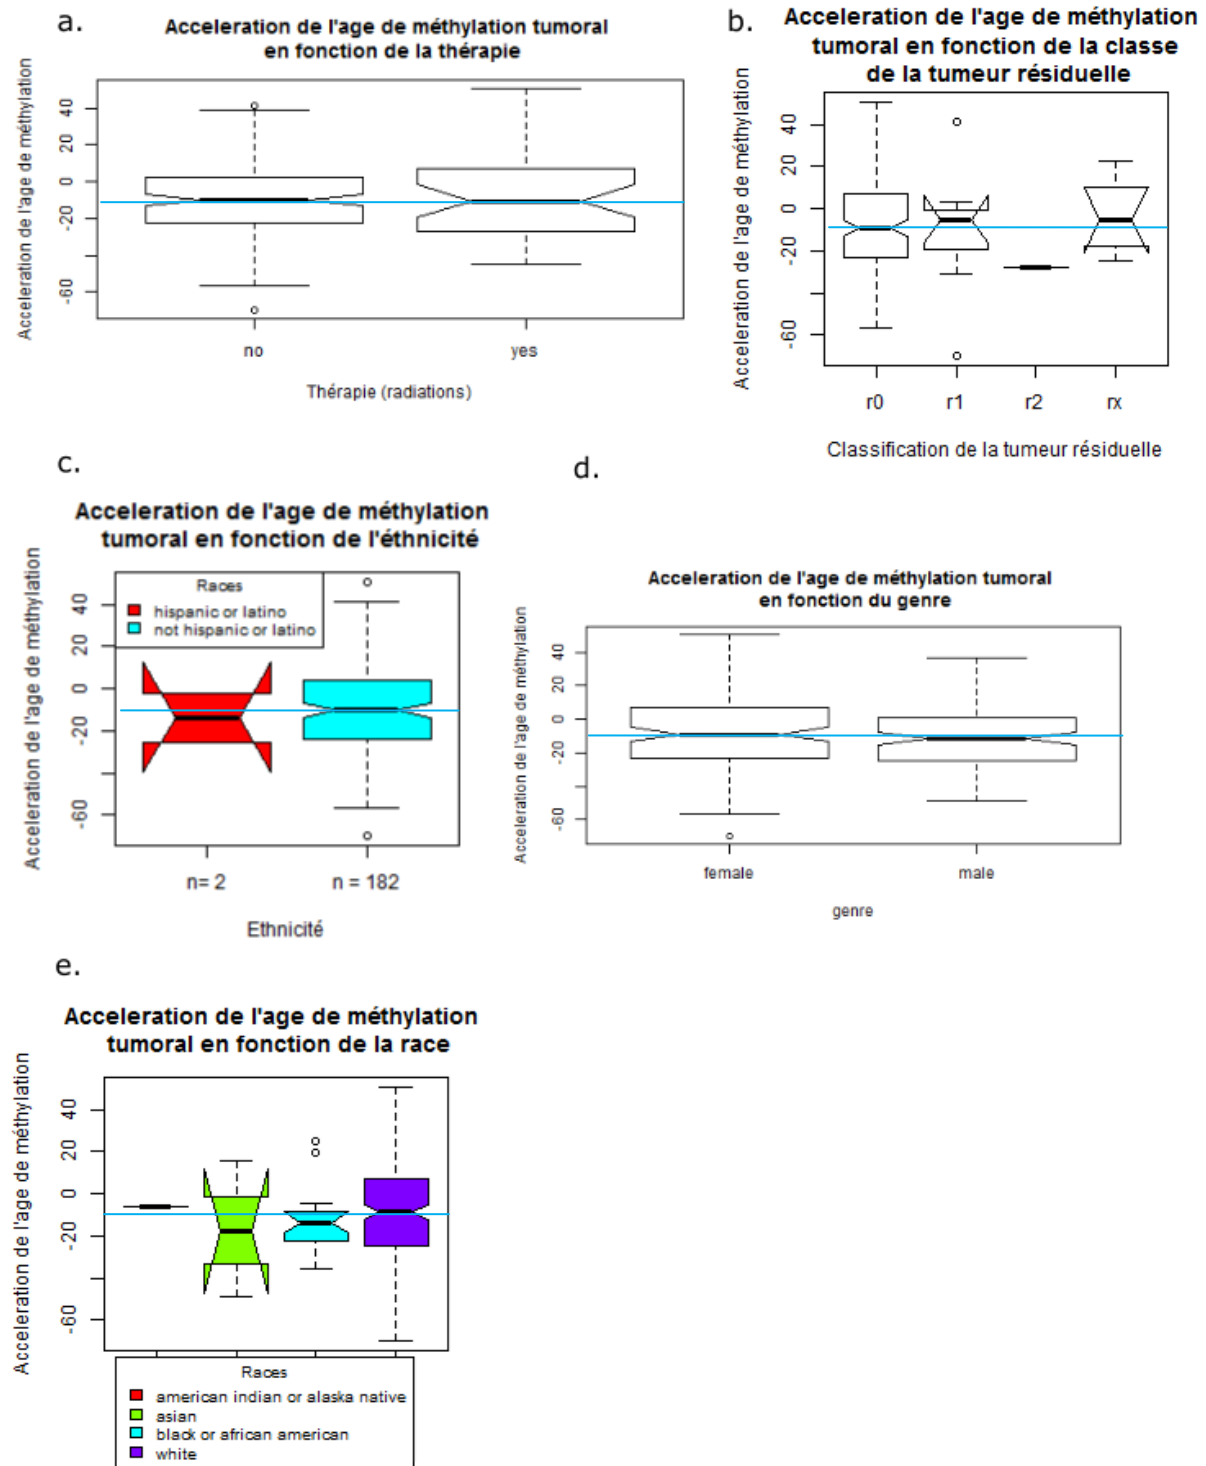 a.
Acceleration de l'age de méthylation tumoral
en fonction de la thérapie
Acceleration de l'age de méthylation
40
20
0
-20
-60
no
yes
Thérapie (radiations)
b.
Acceleration de l'age de méthylation
tumoral en fonction de la classe
de la tumeur résiduelle
Acceleration de l'age de méthylation
40
20
0
-20
-60
r0
r1
r2
rx
Classification de la tumeur résiduelle
c.
Acceleration de l'age de méthylation
tumoral en fonction de l'éthnicité
Acceleration de l'age de méthylation
40
20
0
-20
-60
Races
hispanic or latino
not hispanic or latino
n= 2
n = 182
Ethnicité
d.
Acceleration de l'age de méthylation tumoral
en fonction du genre
Acceleration de l'age de méthylation
40
20
0
-20
-60
female
male
genre
e.
Acceleration de l'age de méthylation
tumoral en fonction de la race
Acceleration de l'age de méthylation
40
20
0
-20
-60
Races
american indian or alaska native
asian
black or african american
white